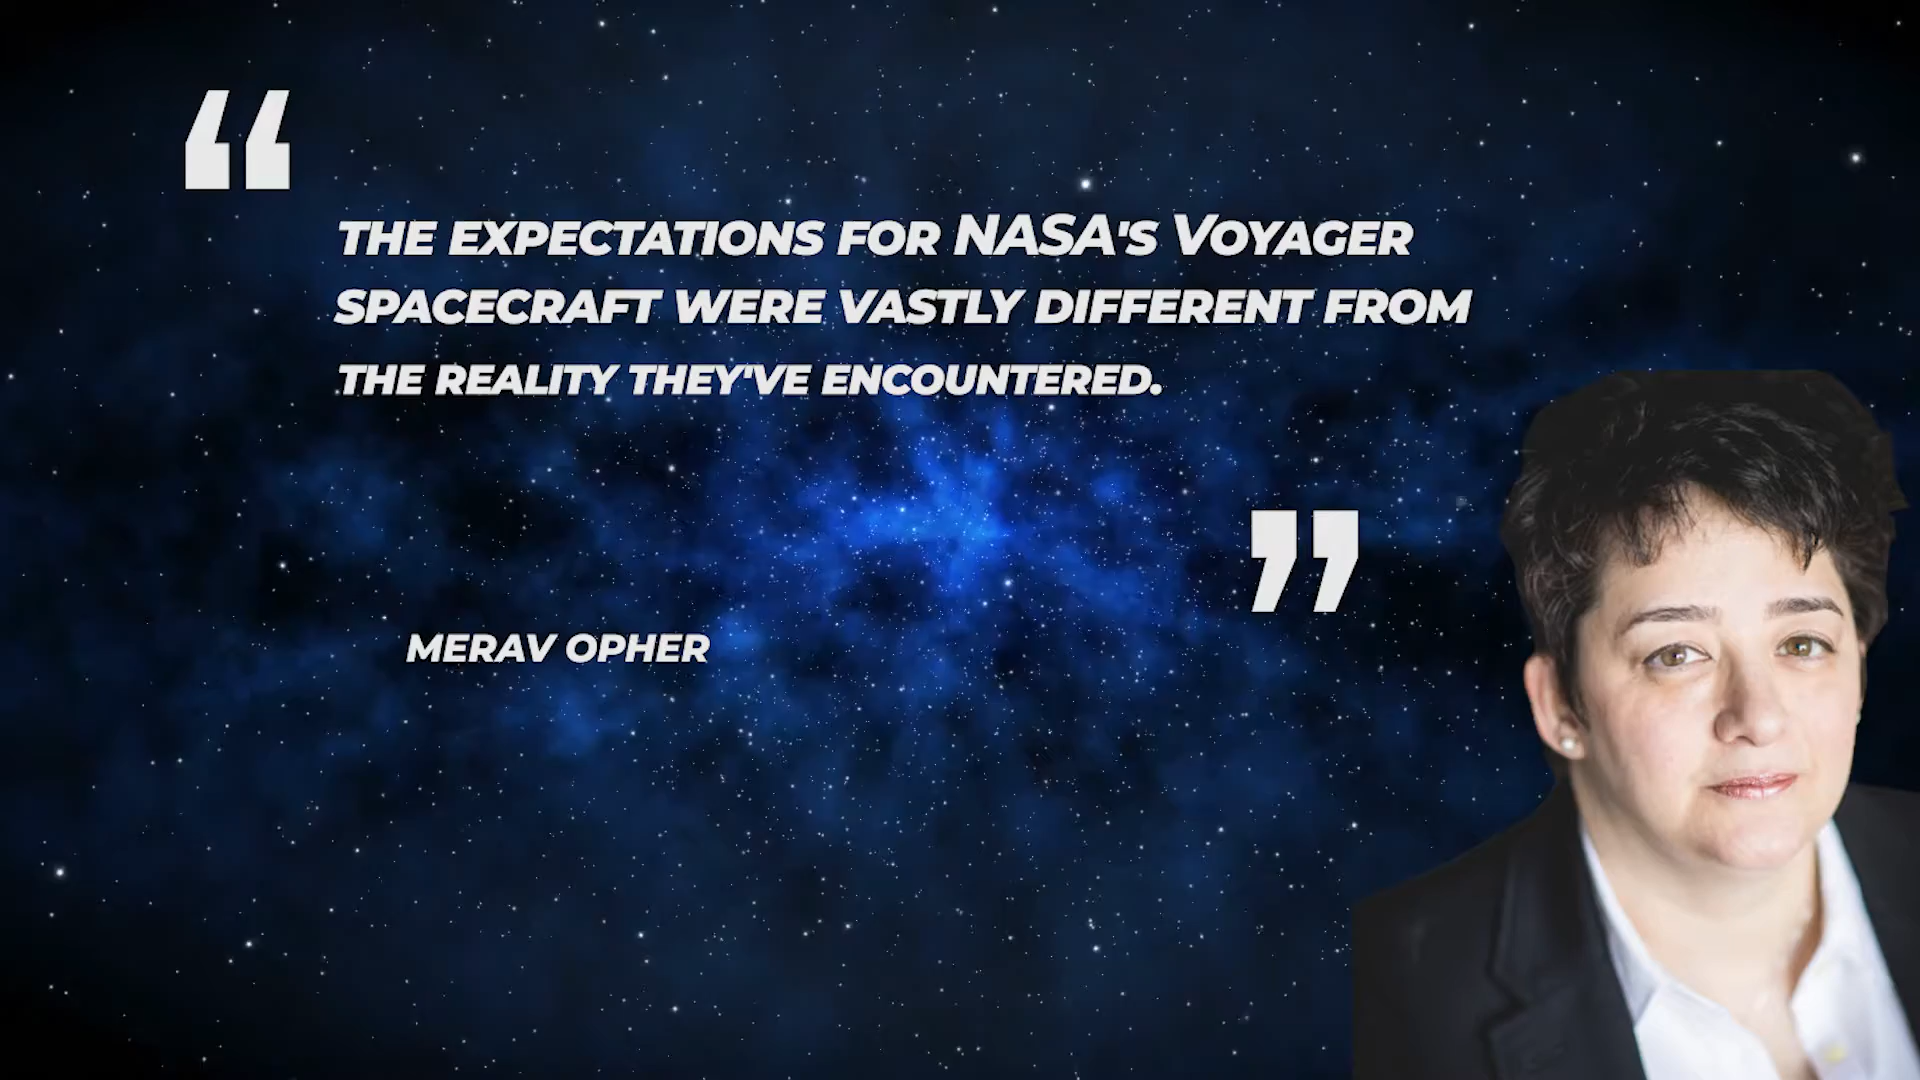 “
THE EXPECTATIONS FOR NASA'S VOYAGER
SPACECRAFT WERE VASTLY DIFFERENT FROM
THE REALITY THEY'VE ENCOUNTERED.
”
MERAV OPHER